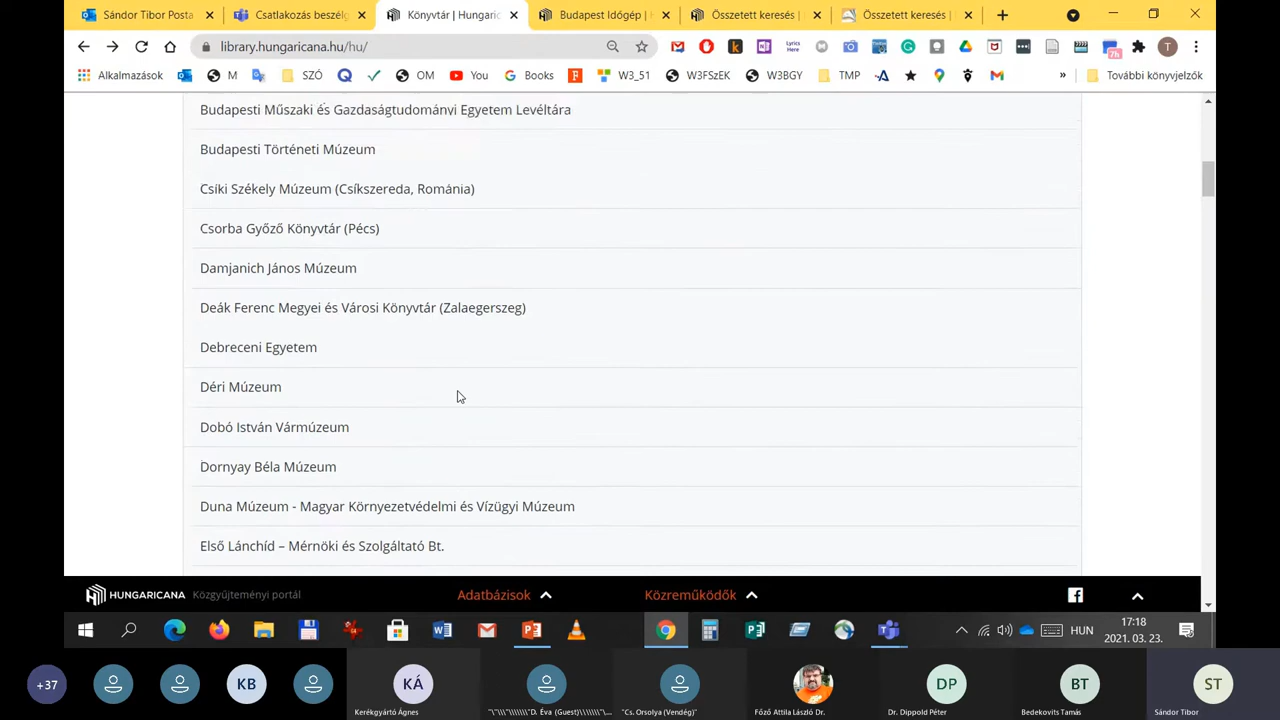 Sándor Tibor Posta
Csatlakozás beszélg
Könyvtár | Hungaric
Budapest Időgép | H
Összetett keresés |
Összetett keresés |
library.hungaricana.hu/hu/
Lyrics Here
7h
T
Alkalmazások
M
SZÓ
OM
You
Books
W3_51
W3FSzEK
W3BGY
TMP
»
További könyvjelzők
Budapesti Műszaki és Gazdaságtudományi Egyetem Levéltára
Budapesti Történeti Múzeum
Csíki Székely Múzeum (Csíkszereda, Románia)
Csorba Győző Könyvtár (Pécs)
Damjanich János Múzeum
Deák Ferenc Megyei és Városi Könyvtár (Zalaegerszeg)
Debreceni Egyetem
Déri Múzeum
Dobó István Vármúzeum
Dornyay Béla Múzeum
Duna Múzeum - Magyar Környezetvédelmi és Vízügyi Múzeum
Első Lánchíd – Mérnöki és Szolgáltató Bt.
HUNGARICANA Közgyűjteményi portál
Adatbázisok
Közreműködők
HUN
17:18
2021. 03. 23.
+37
KB
KÁ
DP
BT
ST
Kerékgyártó Ágnes
"\"\\\"\\\\\\\"D. Éva (Guest)\\\\\\\"\...
"Cs. Orsolya (Vendég)"
Főző Attila László Dr.
Dr. Dippold Péter
Bedekovits Tamás
Sándor Tibor